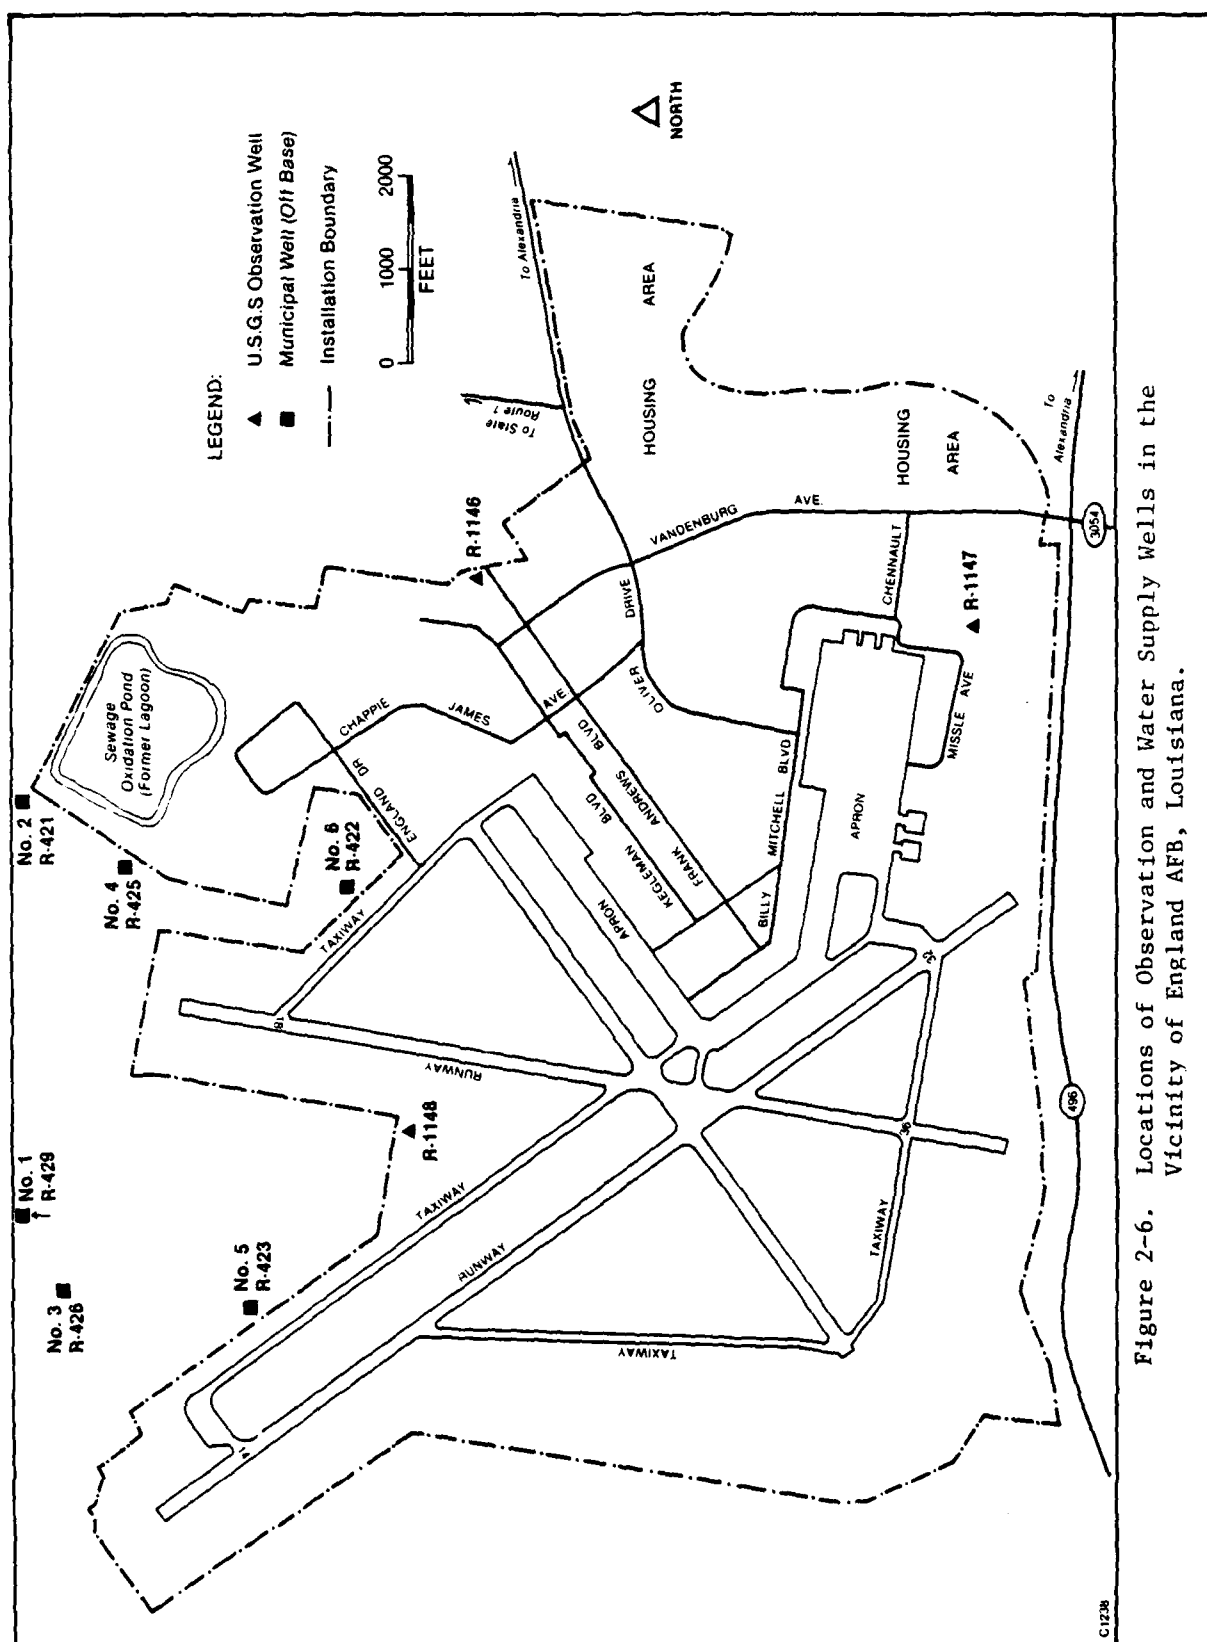 No. 1
R-429
No. 3
R-426
No. 5
R-423
No. 2
R-421
No. 4
R-425
No. 6
R-422
R-1148
Sewage
Oxidation Pond
(Former Lagoon)
LEGEND:
U.S.G.S Observation Well
Municipal Well (Off Base)
Installation Boundary
0 1000 2000
FEET
NORTH
R-1146
To State
Route 1
To Alexandria
HOUSING AREA
HOUSING
AREA
CHAPPIE JAMES AVE
ENGLAND DR
TAXIWAY
18
RUNWAY
APRON
KEGLEMAN BLVD
FRANK ANDREWS BLVD
OLIVER DRIVE
VANDENBURG AVE.
BILLY MITCHELL BLVD
CHENNAULT
APRON
MISSLE AVE
R-1147
TAXIWAY
RUNWAY
14
TAXIWAY
TAXIWAY
36
32
496
3054
To
Alexandria
C1238
Figure 2-6. Locations of Observation and Water Supply Wells in the
Vicinity of England AFB, Louisiana.